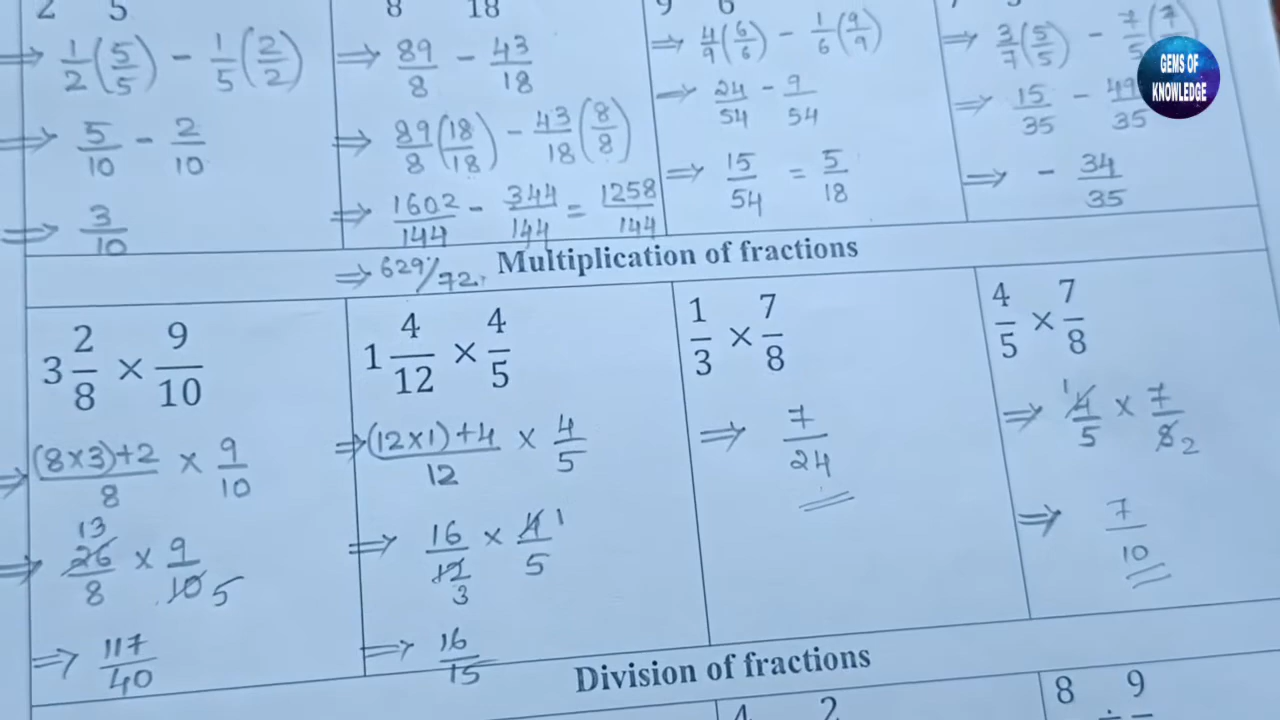 2 5
8 18
9 6
⇒ 1/2 (5/5) - 1/5 (2/2)
⇒ 5/10 - 2/10
⇒ 3/10
⇒ 89/8 - 43/18
⇒ 89/8 (18/18) - 43/18 (8/8)
⇒ 1602/144 - 344/144 = 1258/144
⇒ 629/72.
⇒ 4/9 (6/6) - 1/6 (9/9)
⇒ 24/54 - 9/54
⇒ 15/54 = 5/18
⇒ 3/7 (5/5) - 7/5 (7/
⇒ 15/35 - 49/35
⇒ - 34/35
GEMS OF
KNOWLEDGE
Multiplication of fractions
3 2/8 × 9/10
⇒ (8×3)+2/8 × 9/10
13
⇒ 26/8 × 9/10 5
⇒ 117/40
1 4/12 × 4/5
⇒ (12×1)+4/12 × 4/5
⇒ 16/12 × 4/5 1
3
⇒ 16/15
1/3 × 7/8
⇒ 7/24
4/5 × 7/8
⇒ 1 4/5 × 7/8 2
⇒ 7/10
Division of fractions
4 2
8 ÷ 9